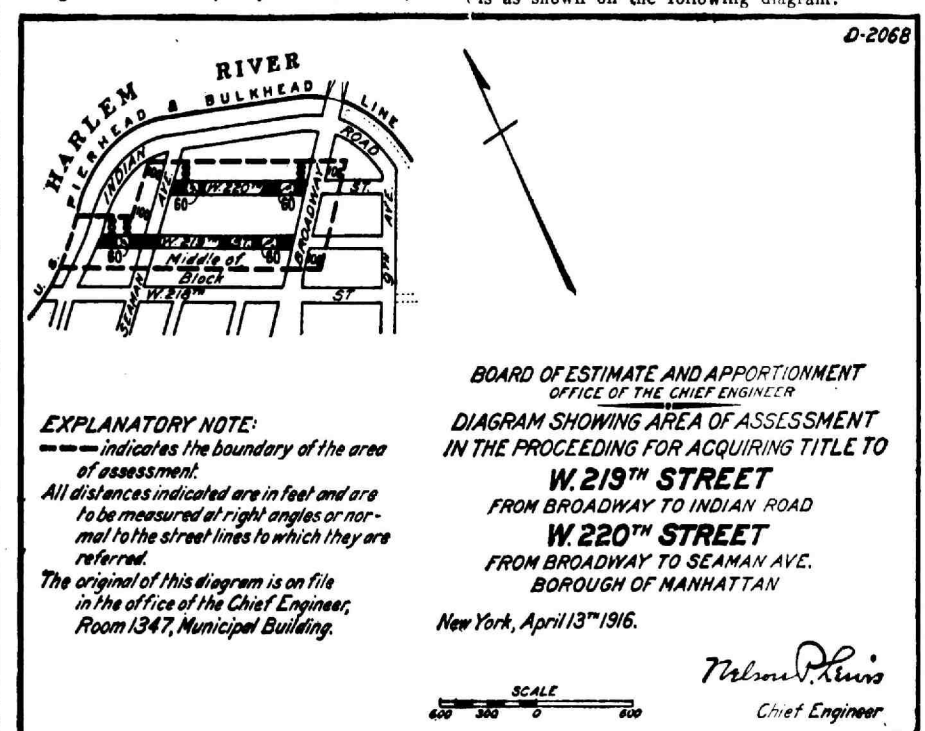 is as shown on the following diagram:
D-2068
HARLEM RIVER
U. S. PIERHEAD & BULKHEAD LINE
INDIAN ROAD
SEAMAN AVE.
BROADWAY
9TH AVE.
W. 220TH ST.
100
100
60
60
100
W. 219TH ST.
60
60
100
Middle of
Block
W. 218TH ST
BOARD OF ESTIMATE AND APPORTIONMENT
OFFICE OF THE CHIEF ENGINEER
DIAGRAM SHOWING AREA OF ASSESSMENT
IN THE PROCEEDING FOR ACQUIRING TITLE TO
W. 219TH STREET
FROM BROADWAY TO INDIAN ROAD
W. 220TH STREET
FROM BROADWAY TO SEAMAN AVE.
BOROUGH OF MANHATTAN
New York, April 13TH 1916.
Nelson P. Lewis
Chief Engineer
EXPLANATORY NOTE:
indicates the boundary of the area
of assessment.
All distances indicated are in feet and are
to be measured at right angles or nor-
mal to the street lines to which they are
referred.
The original of this diagram is on file
in the office of the Chief Engineer,
Room 1347, Municipal Building.
SCALE
600 300 0 600